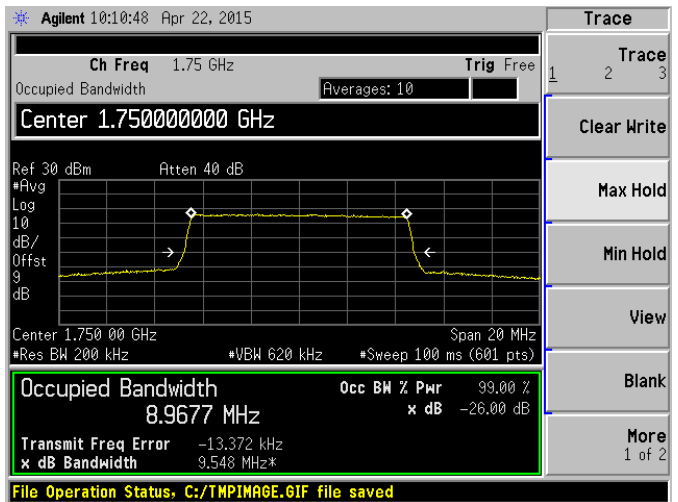 Agilent 10:10:48 Apr 22, 2015
Trace
Ch Freq 1.75 GHz Trig Free
Occupied Bandwidth Averages: 10
Center 1.750000000 GHz
Ref 30 dBm Atten 40 dB
#Avg
Log
10
dB/
Offst
9
dB
Center 1.750 00 GHz Span 20 MHz
#Res BW 200 kHz #VBW 620 kHz #Sweep 100 ms (601 pts)
Occupied Bandwidth Occ BW % Pwr 99.00 %
8.9677 MHz x dB -26.00 dB
Transmit Freq Error -13.372 kHz
x dB Bandwidth 9.548 MHz*
File Operation Status, C:/TMPIMAGE.GIF file saved
Trace
1 2 3
Clear Write
Max Hold
Min Hold
View
Blank
More
1 of 2